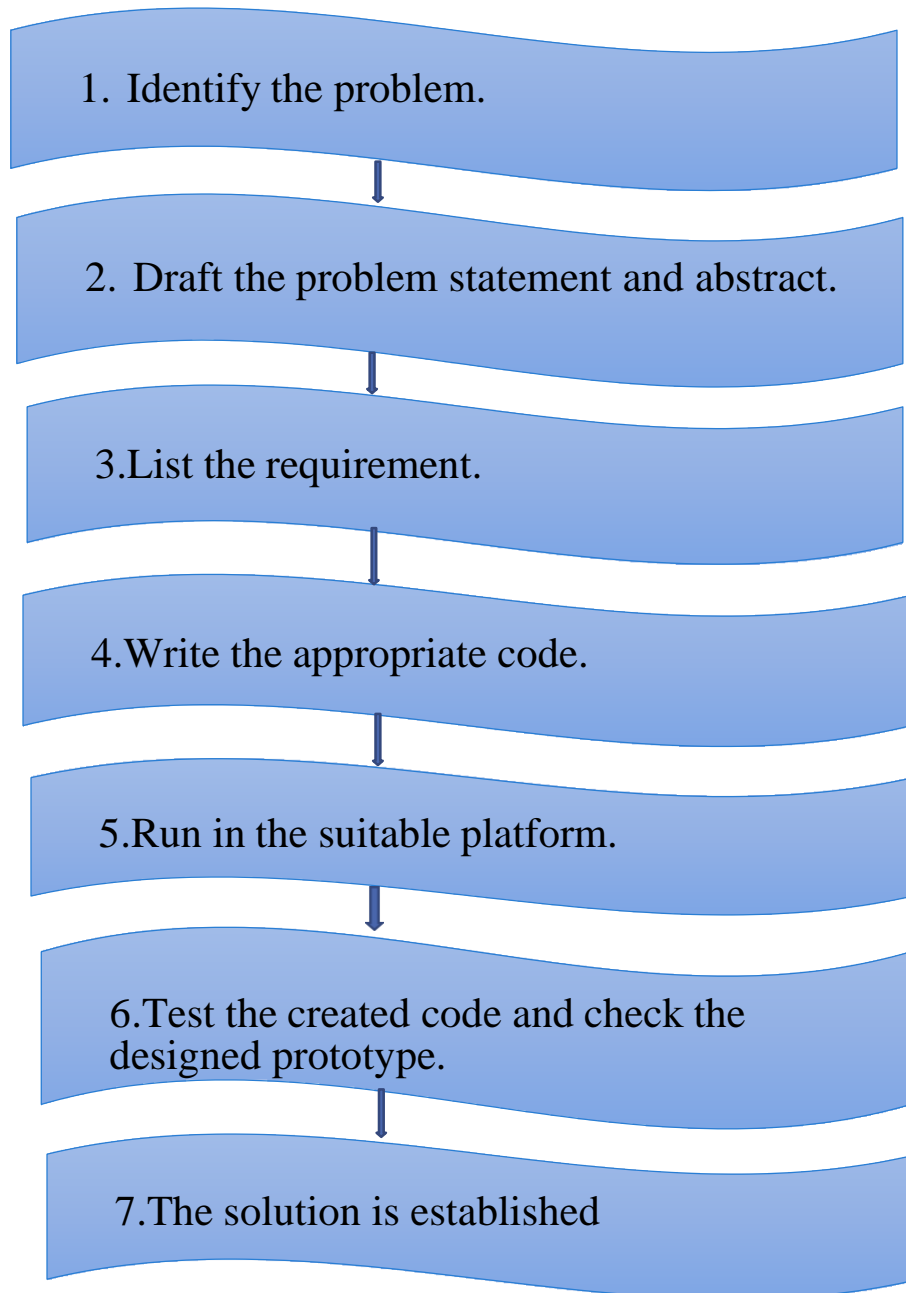 1. Identify the problem.
2. Draft the problem statement and abstract.
3.List the requirement.
4.Write the appropriate code.
5.Run in the suitable platform.
6.Test the created code and check the
designed prototype.
7.The solution is established